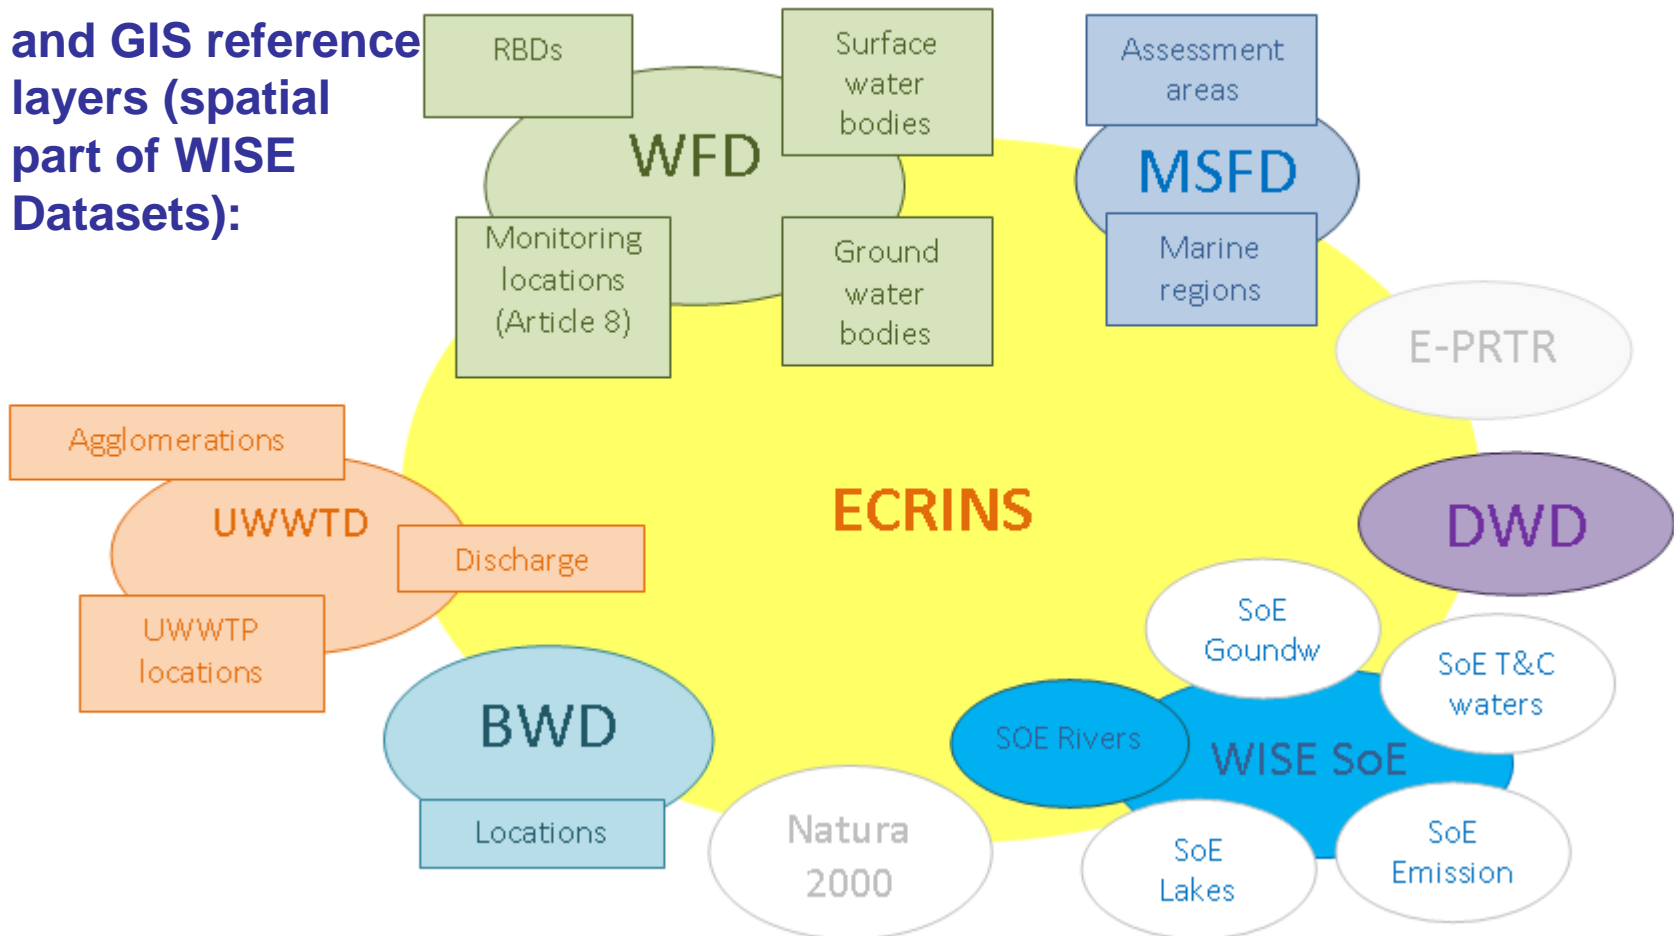 and GIS reference
layers (spatial
part of WISE
Datasets):
RBDs
Surface
water
bodies
WFD
Monitoring
locations
(Article 8)
Ground
water
bodies
Assessment
areas
MSFD
Marine
regions
E-PRTR
Agglomerations
UWWTD
Discharge
UWWTP
locations
ECRINS
DWD
BWD
Locations
Natura
2000
SoE
Goundw
SoE T&C
waters
SOE Rivers
WISE SoE
SoE
Lakes
SoE
Emission